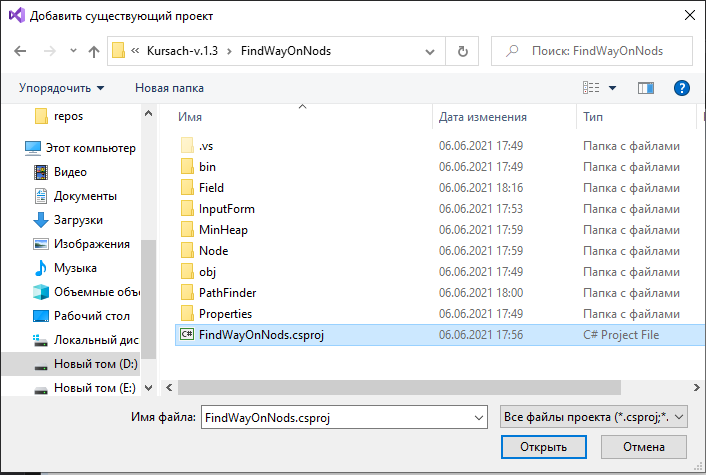 Добавить существующий проект
« Kursach-v.1.3 > FindWayOnNods
Поиск: FindWayOnNods
Упорядочить
Новая папка
?
repos
Этот компьютер
Видео
Документы
Загрузки
Изображения
Музыка
Объемные объе
Рабочий стол
Локальный дис
Новый том (D:)
Новый том (E:)
Имя Дата изменения Тип
.vs 06.06.2021 17:49 Папка с файлами
bin 06.06.2021 17:49 Папка с файлами
Field 06.06.2021 18:16 Папка с файлами
InputForm 06.06.2021 17:53 Папка с файлами
MinHeap 06.06.2021 17:59 Папка с файлами
Node 06.06.2021 17:59 Папка с файлами
obj 06.06.2021 17:49 Папка с файлами
PathFinder 06.06.2021 18:00 Папка с файлами
Properties 06.06.2021 17:49 Папка с файлами
C# FindWayOnNods.csproj 06.06.2021 17:56 C# Project File
Имя файла: FindWayOnNods.csproj
Все файлы проекта (*.csproj;*.
Открыть
Отмена